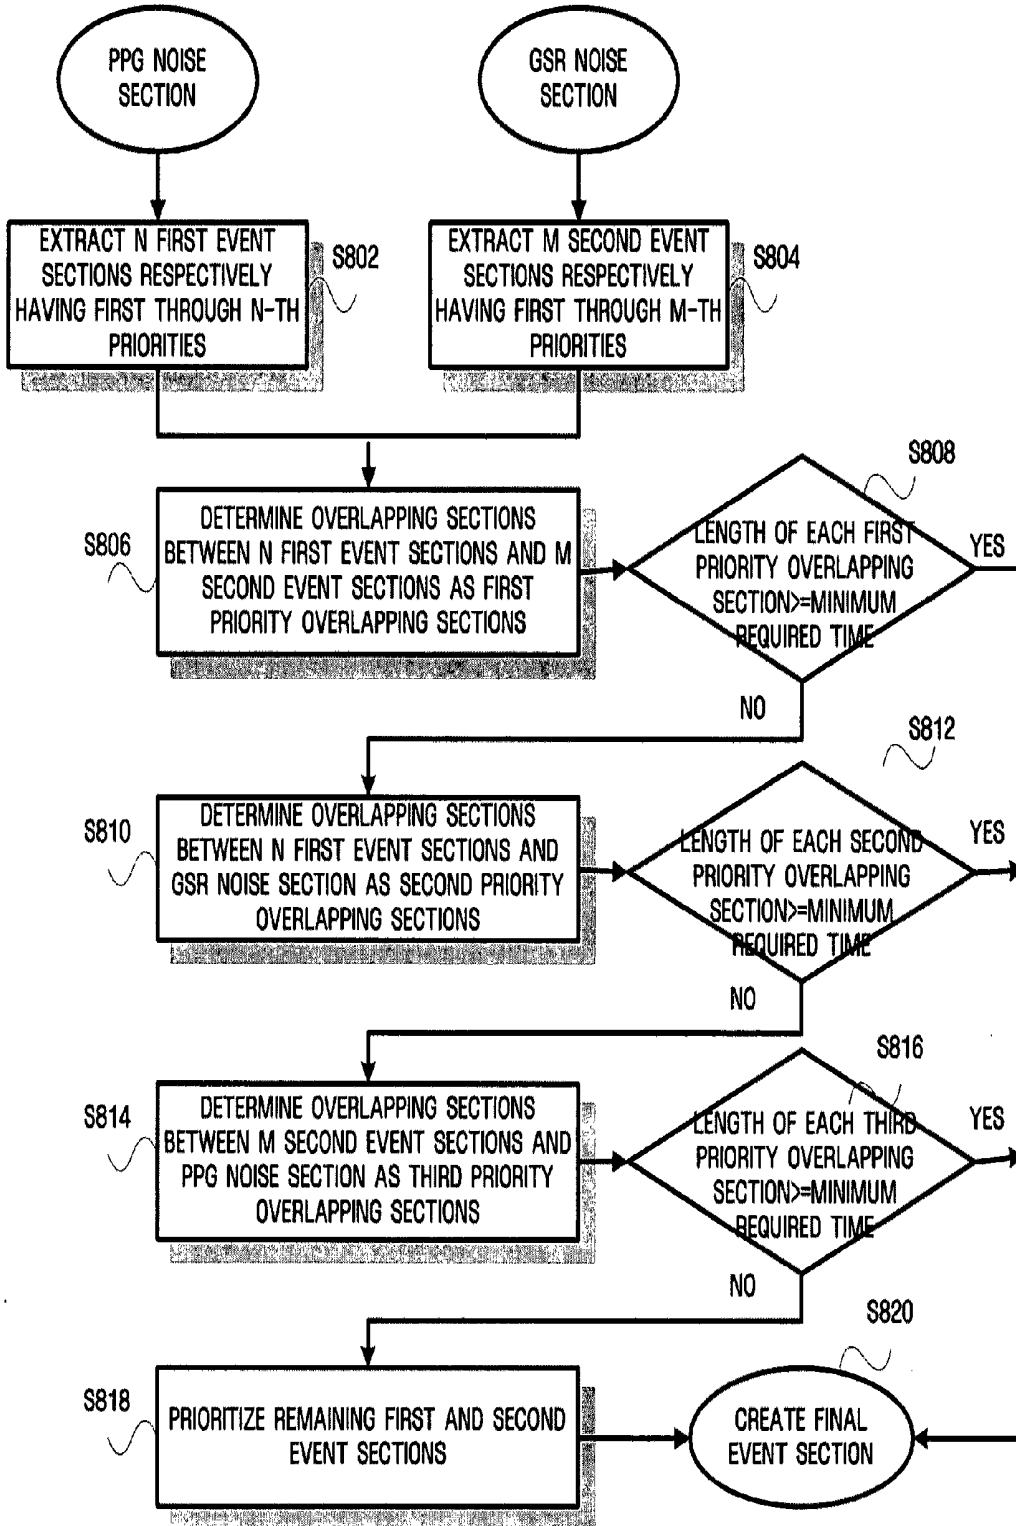 PPG NOISE
SECTION
GSR NOISE
SECTION
EXTRACT N FIRST EVENT
SECTIONS RESPECTIVELY
HAVING FIRST THROUGH N-TH
PRIORITIES
S802
EXTRACT M SECOND EVENT
SECTIONS RESPECTIVELY
HAVING FIRST THROUGH M-TH
PRIORITIES
S804
S806
DETERMINE OVERLAPPING SECTIONS
BETWEEN N FIRST EVENT SECTIONS AND M
SECOND EVENT SECTIONS AS FIRST
PRIORITY OVERLAPPING SECTIONS
S808
LENGTH OF EACH FIRST
PRIORITY OVERLAPPING
SECTION>=MINIMUM
REQUIRED TIME
YES
NO
S810
DETERMINE OVERLAPPING SECTIONS
BETWEEN N FIRST EVENT SECTIONS AND
GSR NOISE SECTION AS SECOND PRIORITY
OVERLAPPING SECTIONS
S812
LENGTH OF EACH SECOND
PRIORITY OVERLAPPING
SECTION>=MINIMUM
REQUIRED TIME
YES
NO
S814
DETERMINE OVERLAPPING SECTIONS
BETWEEN M SECOND EVENT SECTIONS AND
PPG NOISE SECTION AS THIRD PRIORITY
OVERLAPPING SECTIONS
S816
LENGTH OF EACH THIRD
PRIORITY OVERLAPPING
SECTION>=MINIMUM
REQUIRED TIME
YES
NO
S818
PRIORITIZE REMAINING FIRST AND SECOND
EVENT SECTIONS
S820
CREATE FINAL
EVENT SECTION